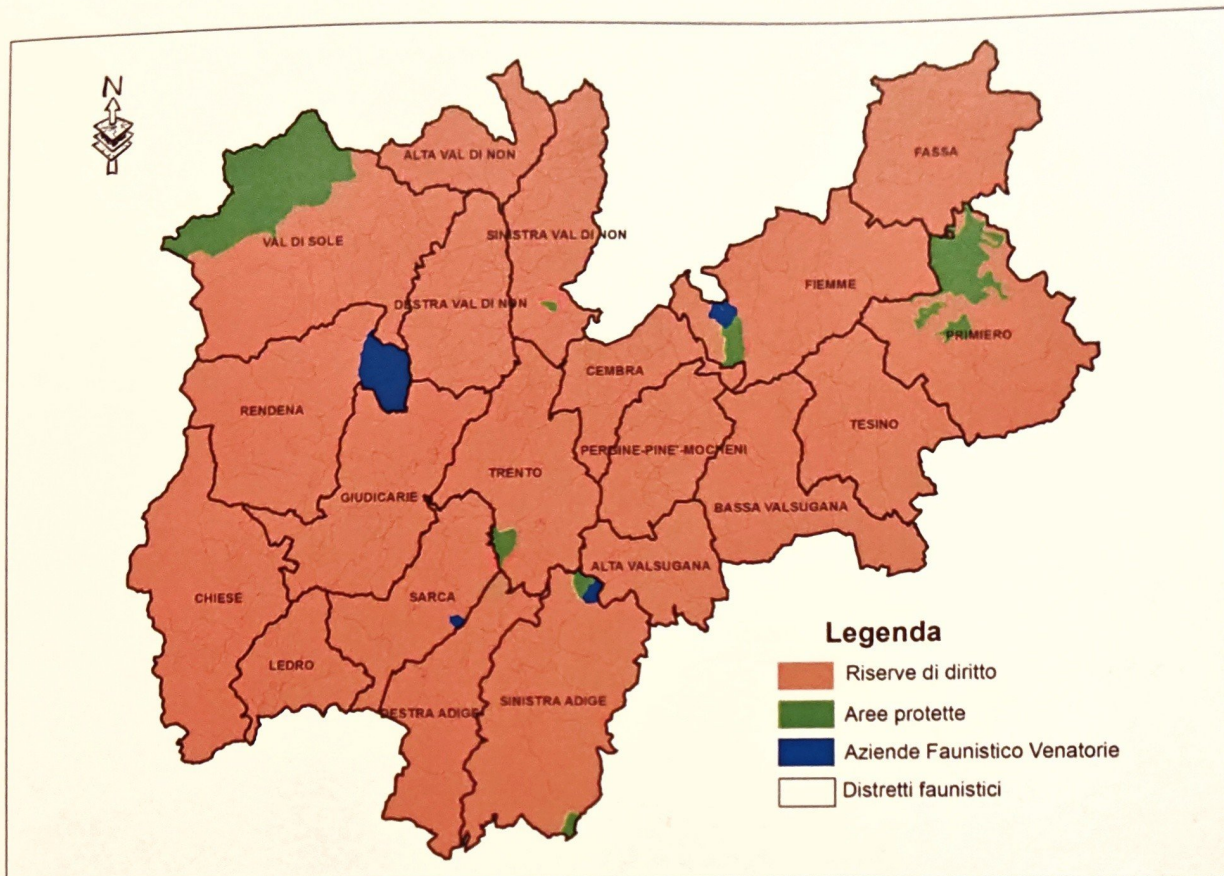 N
ALTA VAL DI NON
FASSA
VAL DI SOLE
SINISTRA VAL DI NON
FIEMME
DESTRA VAL DI NON
PRIMIERO
CEMBRA
RENDENA
TESINO
PERGINE-PINE'-MOCHENI
TRENTO
GIUDICARIE
BASSA VALSUGANA
ALTA VALSUGANA
CHIESE
SARCA
LEDRO
SINISTRA ADIGE
DESTRA ADIGE
Legenda
Riserve di diritto
Aree protette
Aziende Faunistico Venatorie
Distretti faunistici